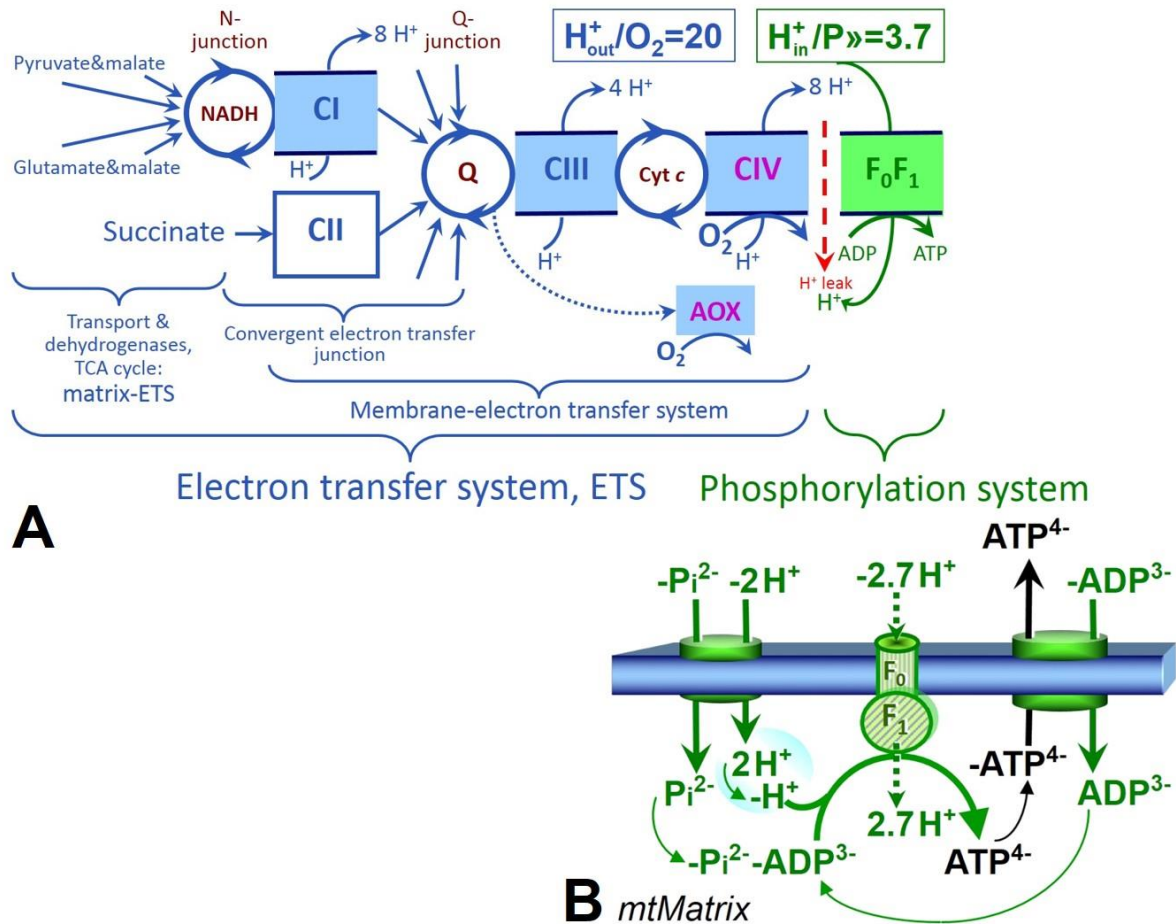 N-
junction
8 H⁺
Q-
junction
H⁺out/O₂=20
H⁺in/P»=3.7
Pyruvate&malate
NADH
CI
4 H⁺
8 H⁺
Glutamate&malate
H⁺
Q
CIII
Cyt c
CIV
F₀F₁
Succinate
CII
H⁺
O₂
H⁺
ADP
ATP
H⁺ leak
H⁺
Transport &
dehydrogenases,
TCA cycle:
matrix-ETS
Convergent electron transfer
junction
AOX
O₂
Membrane-electron transfer system
Electron transfer system, ETS
Phosphorylation system
A
ATP⁴⁻
-Pi²⁻
-2H⁺
-2.7H⁺
-ADP³⁻
F₀
F₁
2H⁺
-H⁺
-ATP⁴⁻
Pi²⁻
2.7H⁺
ADP³⁻
-Pi²⁻-ADP³⁻
ATP⁴⁻
B
mtMatrix